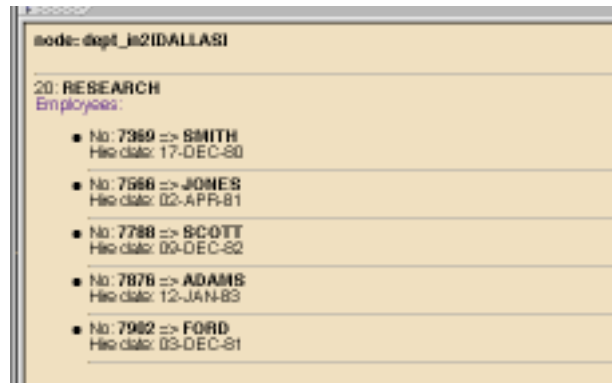 node: dept_in2[DALLAS]
20: RESEARCH
Employees:
No: 7369 => SMITH
Hire date: 17-DEC-80
No: 7566 => JONES
Hire date: 02-APR-81
No: 7788 => SCOTT
Hire date: 09-DEC-82
No: 7876 => ADAMS
Hire date: 12-JAN-83
No: 7902 => FORD
Hire date: 03-DEC-81